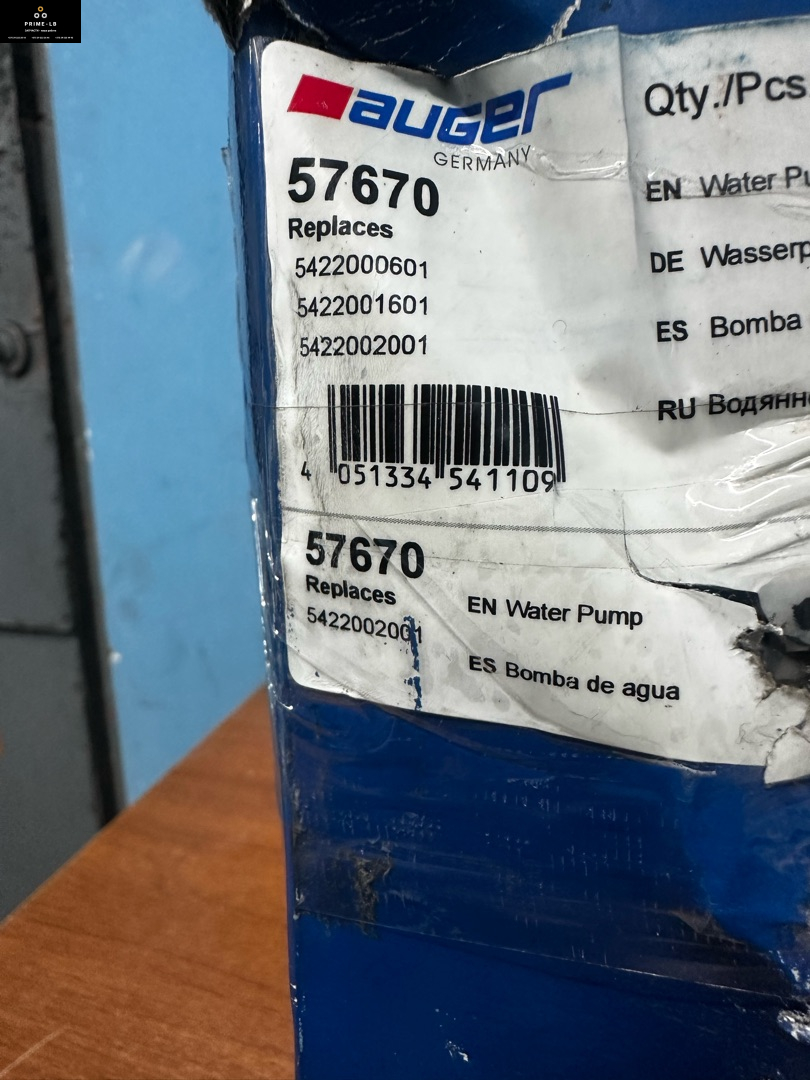 PRIME-LB
auger
GERMANY
57670
Replaces
5422000601
5422001601
5422002001
4 051334 541109
Qty./Pcs
EN Water Pu
DE Wasserp
ES Bomba
RU Водянн
57670
Replaces
5422002001
EN Water Pump
ES Bomba de agua